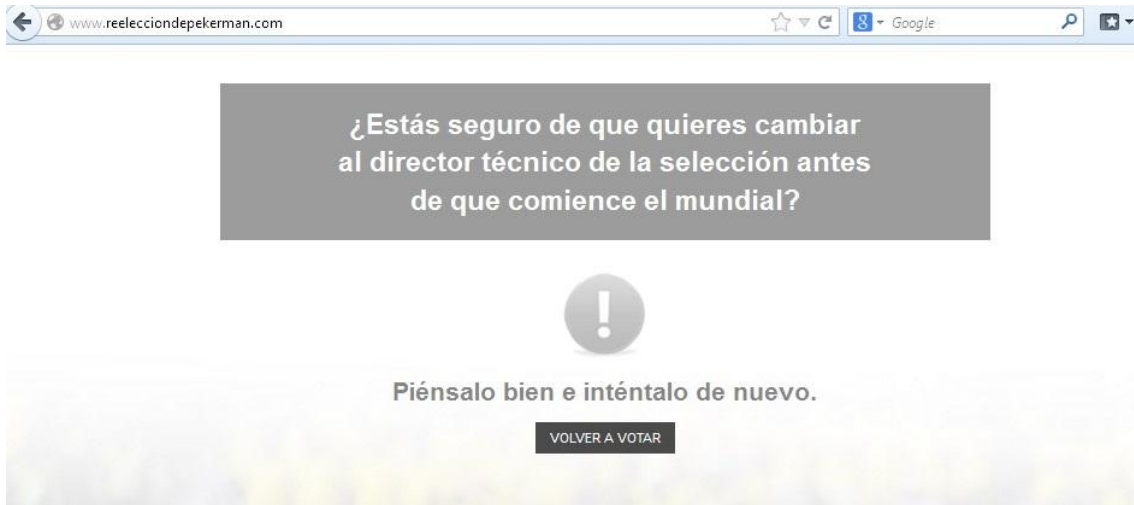 www.reelecciondepekerman.com
8 Google
¿Estás seguro de que quieres cambiar
al director técnico de la selección antes
de que comience el mundial?
!
Piénsalo bien e inténtalo de nuevo.
VOLVER A VOTAR